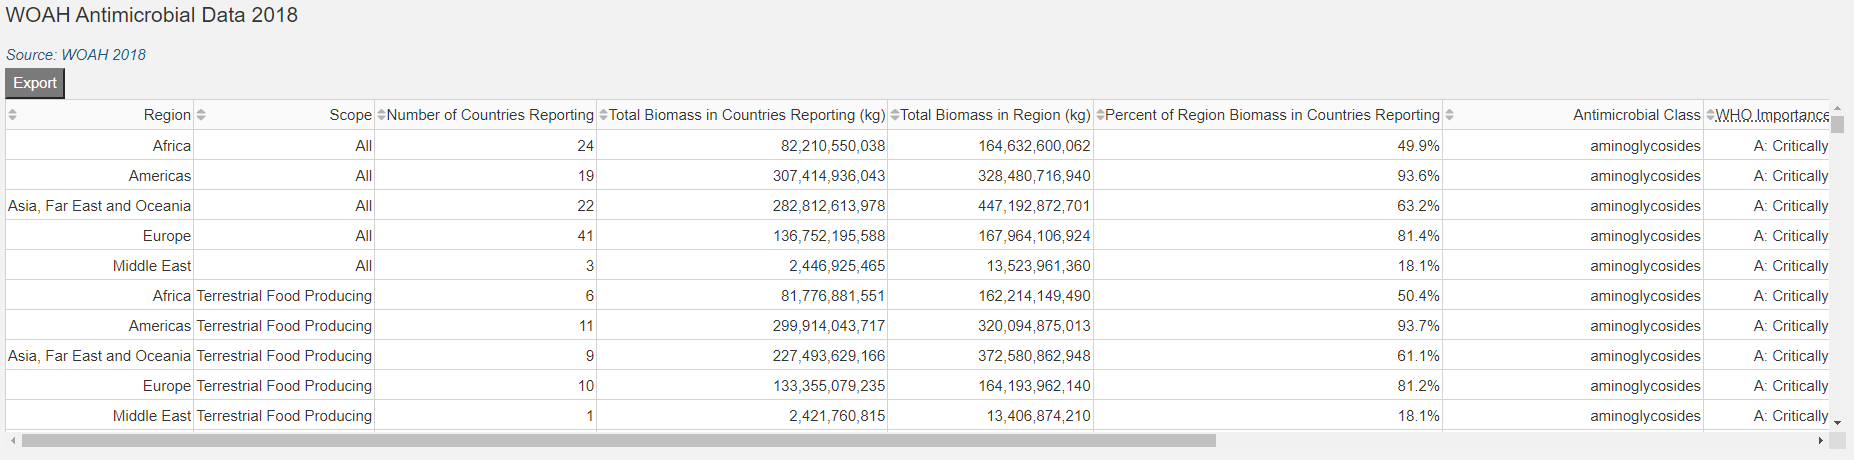 WOAH Antimicrobial Data 2018
Source: WOAH 2018
Export
Region Scope Number of Countries Reporting Total Biomass in Countries Reporting (kg) Total Biomass in Region (kg) Percent of Region Biomass in Countries Reporting Antimicrobial Class WHO Importance
Africa All 24 82,210,550,038 164,632,600,062 49.9% aminoglycosides A: Critically
Americas All 19 307,414,936,043 328,480,716,940 93.6% aminoglycosides A: Critically
Asia, Far East and Oceania All 22 282,812,613,978 447,192,872,701 63.2% aminoglycosides A: Critically
Europe All 41 136,752,195,588 167,964,106,924 81.4% aminoglycosides A: Critically
Middle East All 3 2,446,925,465 13,523,961,360 18.1% aminoglycosides A: Critically
Africa Terrestrial Food Producing 6 81,776,881,551 162,214,149,490 50.4% aminoglycosides A: Critically
Americas Terrestrial Food Producing 11 299,914,043,717 320,094,875,013 93.7% aminoglycosides A: Critically
Asia, Far East and Oceania Terrestrial Food Producing 9 227,493,629,166 372,580,862,948 61.1% aminoglycosides A: Critically
Europe Terrestrial Food Producing 10 133,355,079,235 164,193,962,140 81.2% aminoglycosides A: Critically
Middle East Terrestrial Food Producing 1 2,421,760,815 13,406,874,210 18.1% aminoglycosides A: Critically